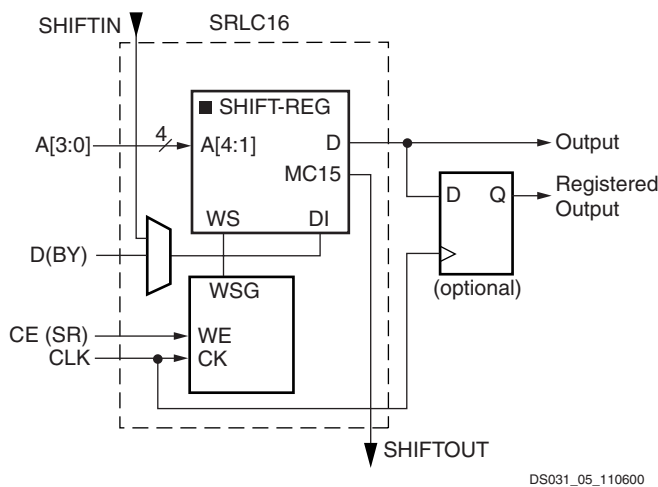 SHIFTIN
SRLC16
SHIFT-REG
A[3:0]
4
A[4:1]
D
Output
MC15
D Q
Registered
Output
WS DI
D(BY)
WSG
(optional)
CE (SR)
WE
CLK
CK
SHIFTOUT
DS031_05_110600